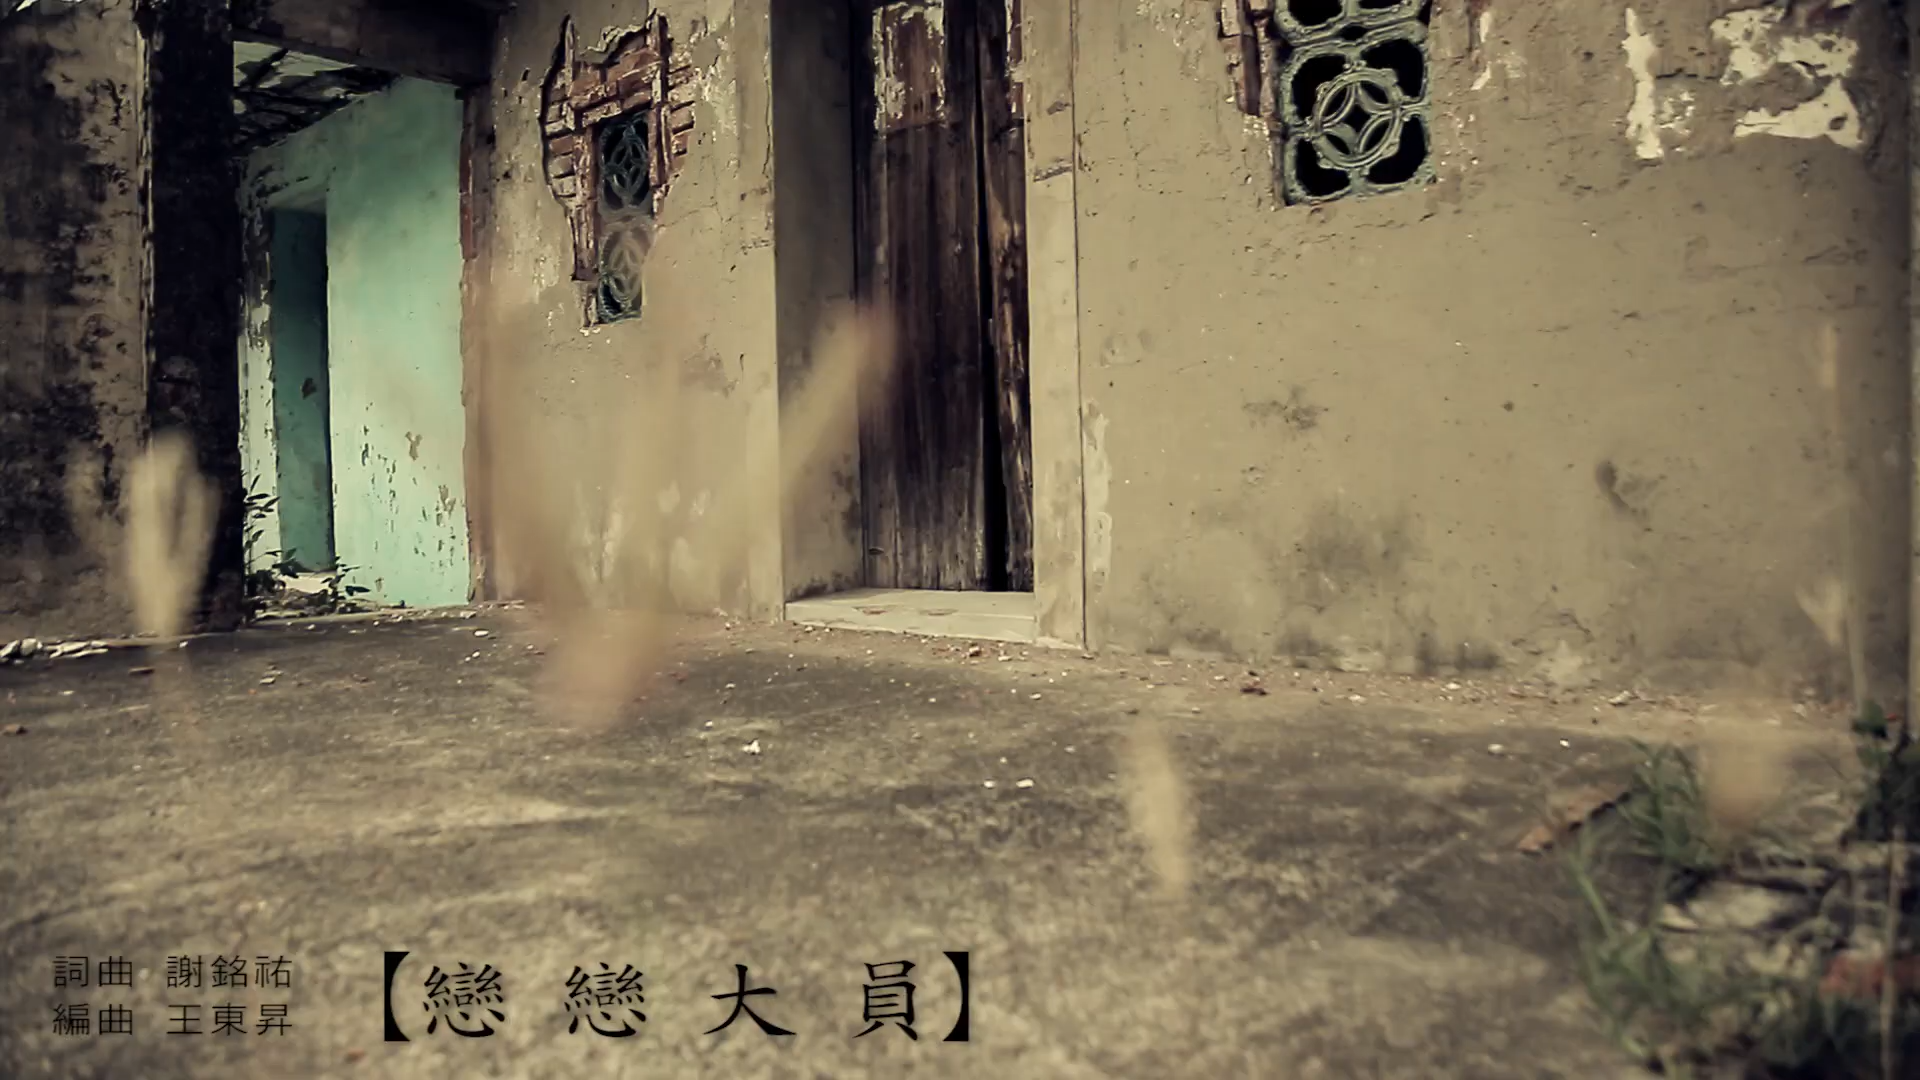 詞曲 謝銘祐
編曲 王東昇
【戀戀大員】